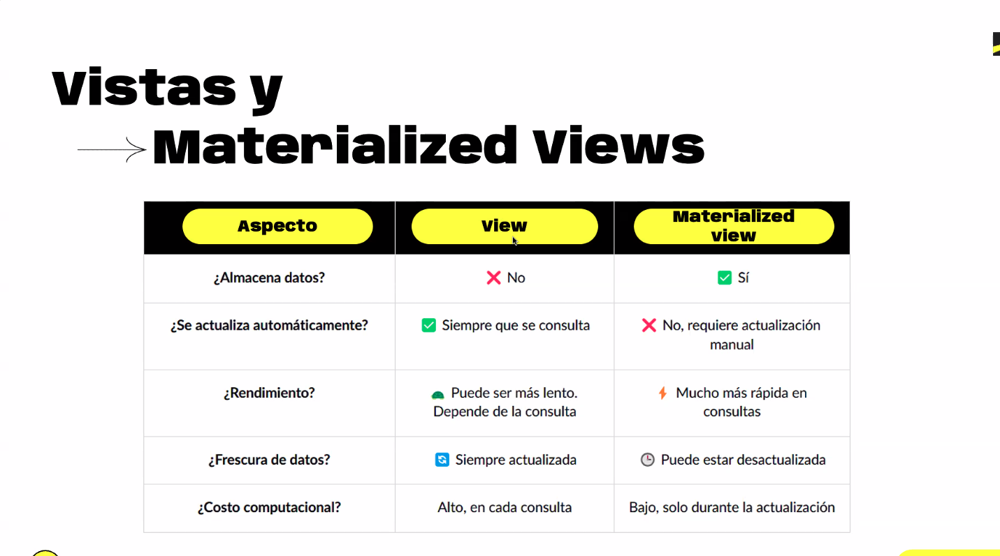 Vistas y
Materialized Views
Aspecto
View
Materialized
view
¿Almacena datos?
No
Sí
¿Se actualiza automáticamente?
Siempre que se consulta
No, requiere actualización
manual
¿Rendimiento?
Puede ser más lento.
Depende de la consulta
Mucho más rápida en
consultas
¿Frescura de datos?
Siempre actualizada
Puede estar desactualizada
¿Costo computacional?
Alto, en cada consulta
Bajo, solo durante la actualización